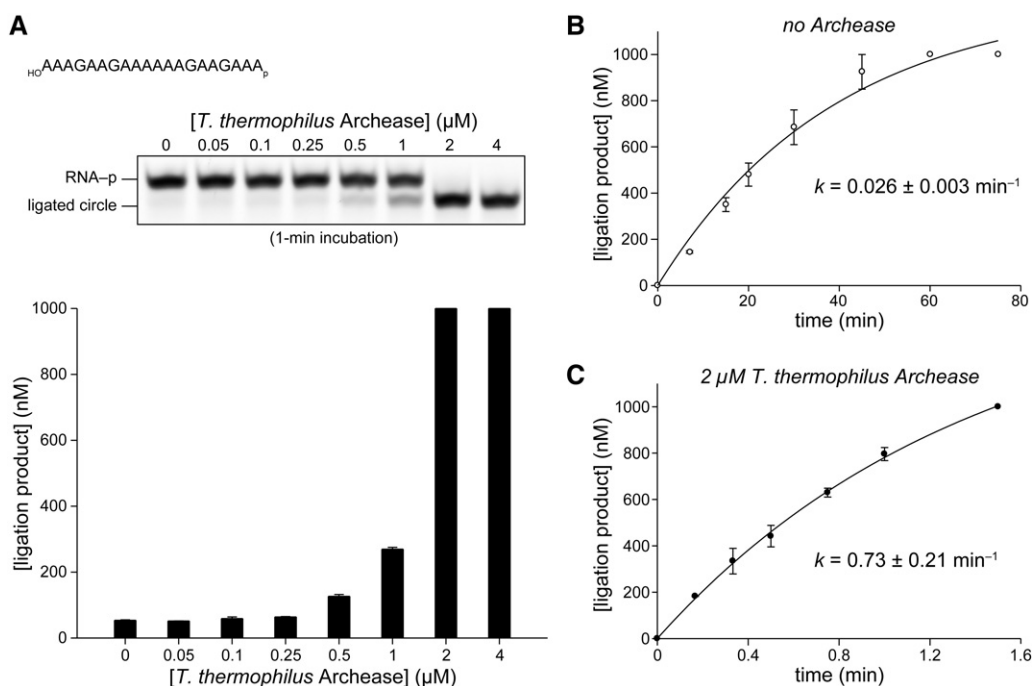 A
HOAAAGAAGAAAAAAGAAGAAAp
[T. thermophilus Archease] (µM)
0 0.05 0.1 0.25 0.5 1 2 4
RNA–p
ligated circle
(1-min incubation)
1000
800
600
400
200
0
[ligation product] (nM)
0 0.05 0.1 0.25 0.5 1 2 4
[T. thermophilus Archease] (µM)
B
no Archease
1000
800
600
400
200
0
[ligation product] (nM)
k = 0.026 ± 0.003 min⁻¹
0 20 40 60 80
time (min)
C
2 µM T. thermophilus Archease
1000
800
600
400
200
0
[ligation product] (nM)
k = 0.73 ± 0.21 min⁻¹
0 0.4 0.8 1.2 1.6
time (min)